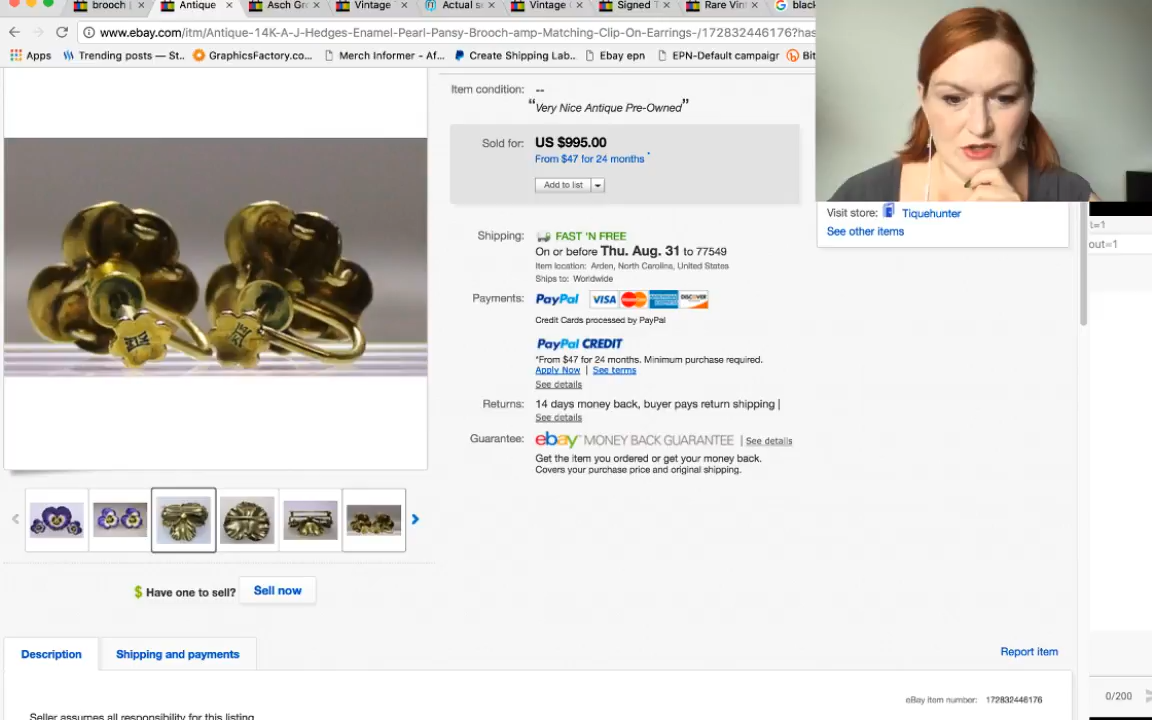 brooch
Antique
Asch Gr
Vintage
Actual s
Vintage
Signed T
Rare Vin
black
www.ebay.com/itm/Antique-14K-A-J-Hedges-Enamel-Pearl-Pansy-Brooch-amp-Matching-Clip-On-Earrings-/172832446176?has
Apps
Trending posts — St..
GraphicsFactory.co...
Merch Informer - Af...
Create Shipping Lab..
Ebay epn
EPN-Default campaigr
Bit
Item condition: --
“Very Nice Antique Pre-Owned”
Sold for: US $995.00
From $47 for 24 months *
Add to list
Visit store: Tiquehunter
See other items
t=1
out=1
Shipping: FAST 'N FREE
On or before Thu. Aug. 31 to 77549
Item location: Arden, North Carolina, United States
Ships to: Worldwide
Payments: PayPal VISA MasterCard AMERICAN EXPRESS DISCOVER
Credit Cards processed by PayPal
PayPal CREDIT
*From $47 for 24 months. Minimum purchase required.
Apply Now | See terms
See details
Returns: 14 days money back, buyer pays return shipping |
See details
Guarantee: ebay MONEY BACK GUARANTEE | See details
Get the item you ordered or get your money back.
Covers your purchase price and original shipping.
$ Have one to sell? Sell now
Description
Shipping and payments
Report item
eBay item number: 172832446176
0/200
Seller assumes all responsibility for this listing.